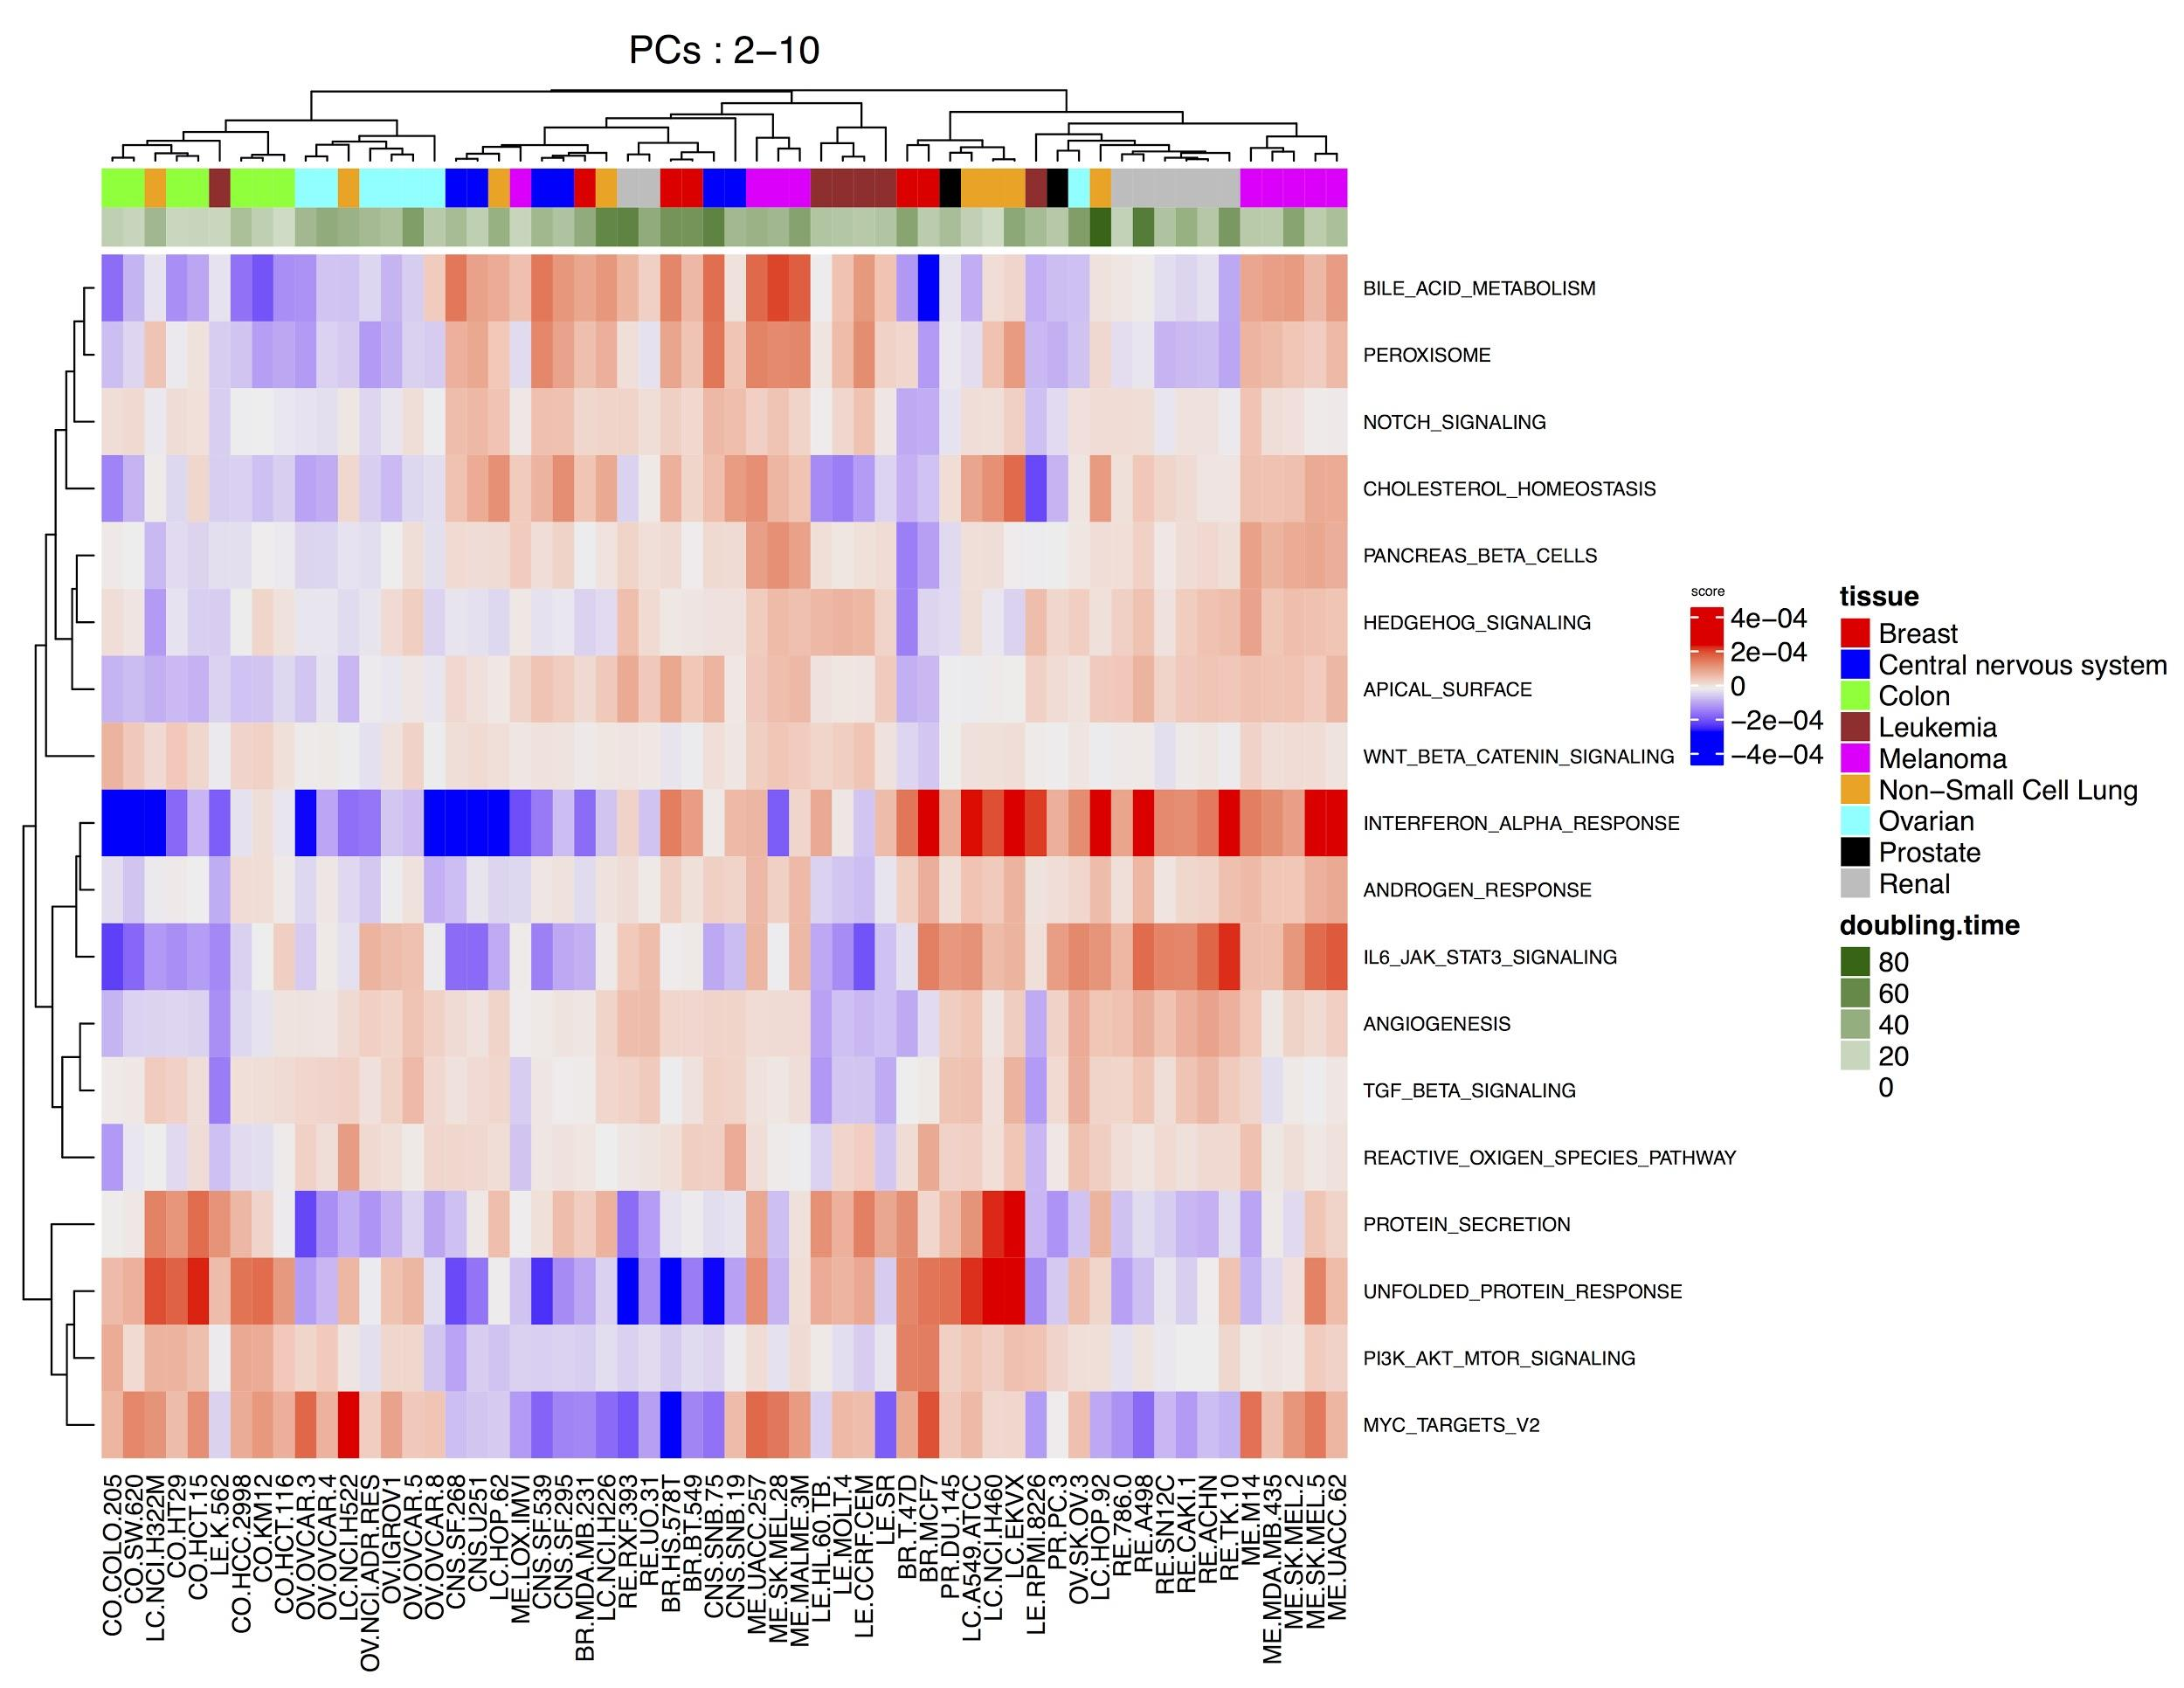 PCs : 2−10
BILE_ACID_METABOLISM
PEROXISOME
NOTCH_SIGNALING
CHOLESTEROL_HOMEOSTASIS
PANCREAS_BETA_CELLS
HEDGEHOG_SIGNALING
APICAL_SURFACE
WNT_BETA_CATENIN_SIGNALING
INTERFERON_ALPHA_RESPONSE
ANDROGEN_RESPONSE
IL6_JAK_STAT3_SIGNALING
ANGIOGENESIS
TGF_BETA_SIGNALING
REACTIVE_OXIGEN_SPECIES_PATHWAY
PROTEIN_SECRETION
UNFOLDED_PROTEIN_RESPONSE
PI3K_AKT_MTOR_SIGNALING
MYC_TARGETS_V2
score
4e−04
2e−04
0
−2e−04
−4e−04
tissue
Breast
Central nervous system
Colon
Leukemia
Melanoma
Non−Small Cell Lung
Ovarian
Prostate
Renal
doubling.time
80
60
40
20
0
CO.COLO.205
CO.SW.620
LC.NCI.H322M
CO.HT29
CO.HCT.15
LE.K.562
CO.HCC.2998
CO.KM12
CO.HCT.116
OV.OVCAR.3
OV.OVCAR.4
LC.NCI.H522
OV.NCI.ADR.RES
OV.IGROV1
OV.OVCAR.5
OV.OVCAR.8
CNS.SF.268
CNS.U251
LC.HOP.62
ME.LOX.IMVI
CNS.SF.539
CNS.SF.295
BR.MDA.MB.231
LC.NCI.H226
RE.RXF.393
RE.UO.31
BR.HS.578T
BR.BT.549
CNS.SNB.75
CNS.SNB.19
ME.UACC.257
ME.SK.MEL.28
ME.MALME.3M
LE.HL.60.TB.
LE.MOLT.4
LE.CCRF.CEM
LE.SR
BR.T.47D
BR.MCF7
PR.DU.145
LC.A549.ATCC
LC.NCI.H460
LC.EKVX
LE.RPMI.8226
PR.PC.3
OV.SK.OV.3
LC.HOP.92
RE.786.0
RE.A498
RE.SN12C
RE.CAKI.1
RE.ACHN
RE.TK.10
ME.M14
ME.MDA.MB.435
ME.SK.MEL.2
ME.SK.MEL.5
ME.UACC.62